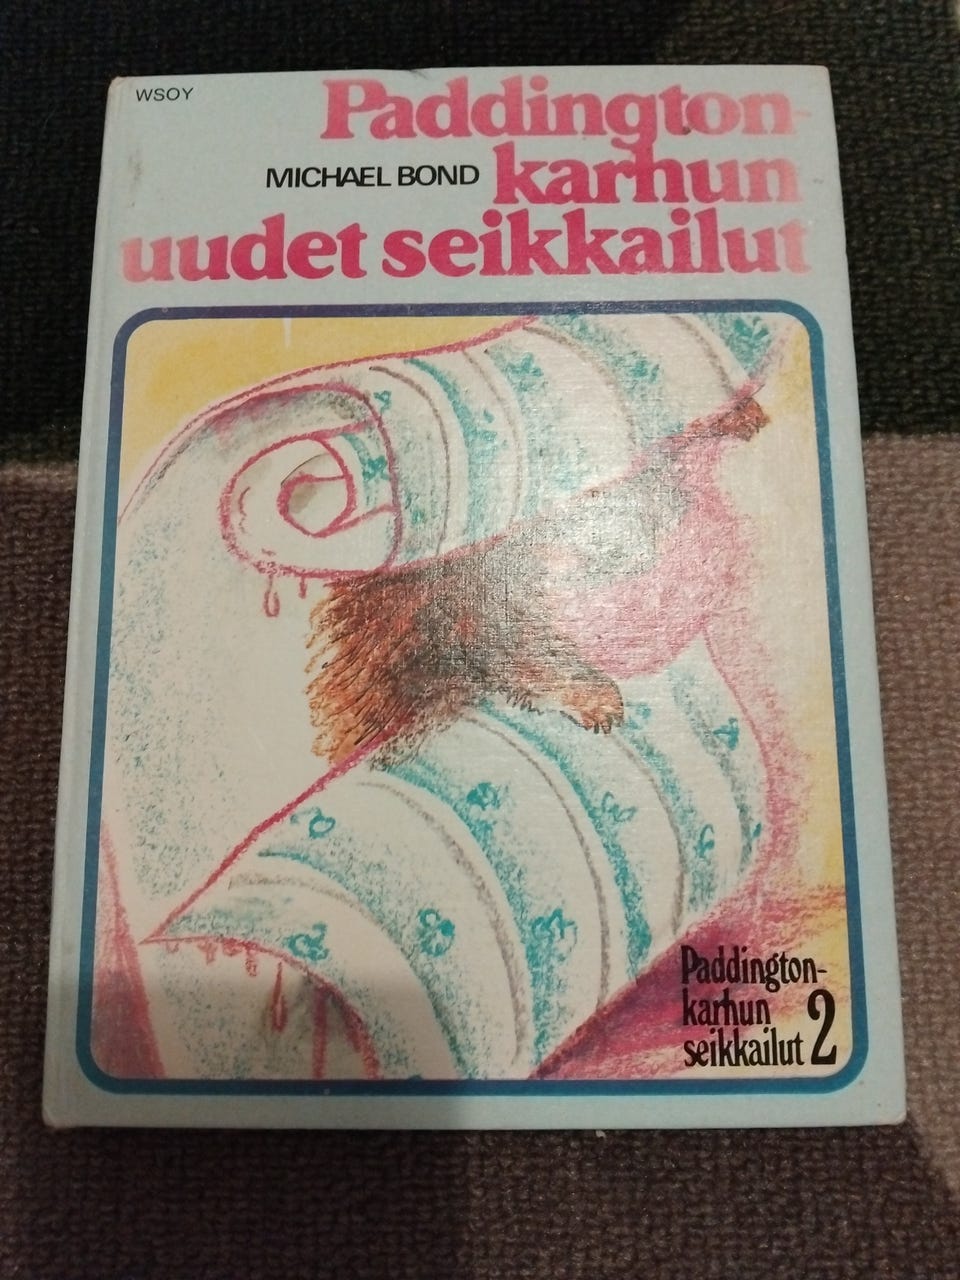 WSOY
Paddington-
MICHAEL BOND karhun
uudet seikkailut
Paddington-
karhun
seikkailut 2